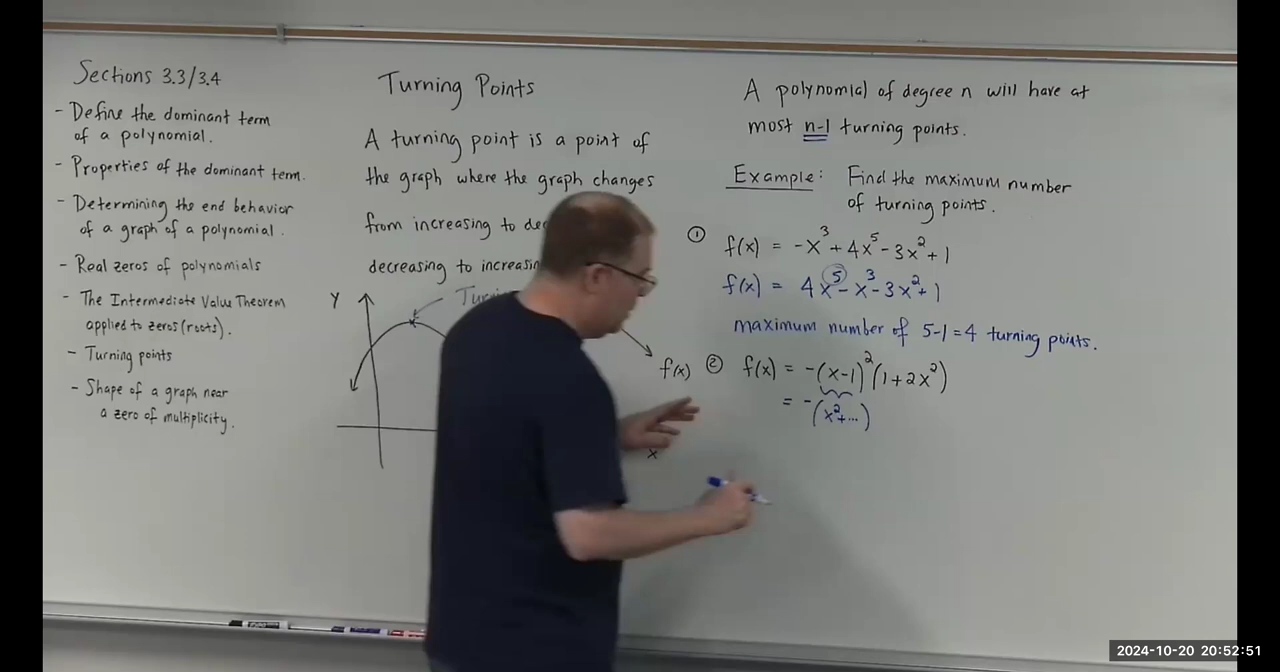 Sections 3.3/3.4
- Define the dominant term
of a polynomial.
- Properties of the dominant term.
- Determining the end behavior
of a graph of a polynomial.
- Real zeros of polynomials
- The Intermediate Value Theorem
applied to zeros (roots).
- Turning points
- Shape of a graph near
a zero of multiplicity.
Turning Points
A turning point is a point of
the graph where the graph changes
from increasing to
decreasing to
Y
f(x)
x
A polynomial of degree n will have at
most n-1 turning points.
Example: Find the maximum number
of turning points.
① f(x) = -x³ + 4x⁵ - 3x² + 1
f(x) = 4x⁵ - x³ - 3x² + 1
maximum number of 5-1=4 turning points.
② f(x) = -(x-1)²(1+2x²)
= -(x²+...)
2024-10-20 20:52:51